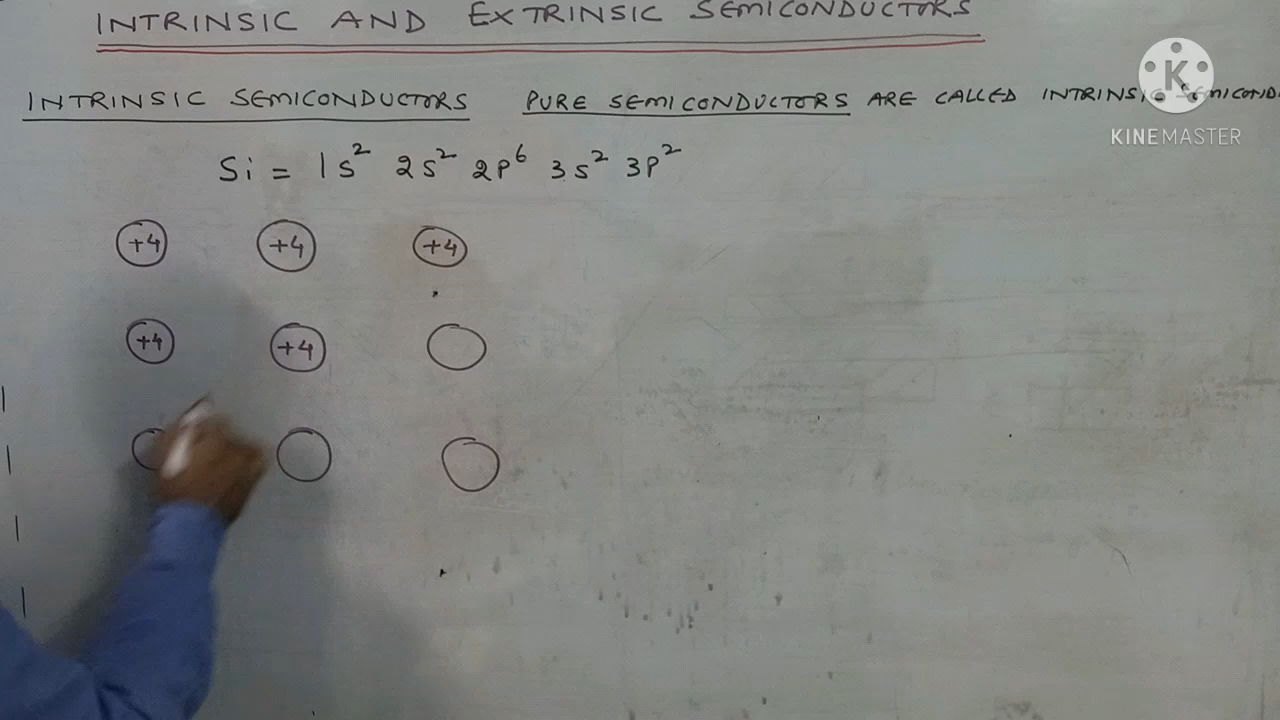 INTRINSIC AND EXTRINSIC SEMICONDUCTORS
INTRINSIC SEMICONDUCTORS PURE SEMICONDUCTORS ARE CALLED INTRINSIC SEMICOND
KINEMASTER
Si = 1s² 2s² 2p⁶ 3s² 3p²
+4 +4 +4
+4 +4